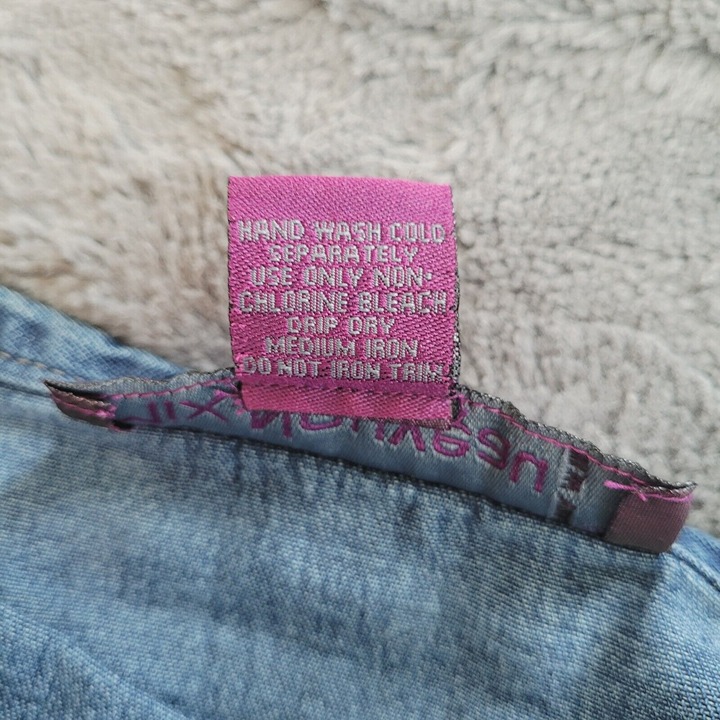 HAND WASH COLD
SEPARATELY
USE ONLY NON-
CHLORINE BLEACH
DRIP DRY
MEDIUM IRON
DO NOT IRON TRIM